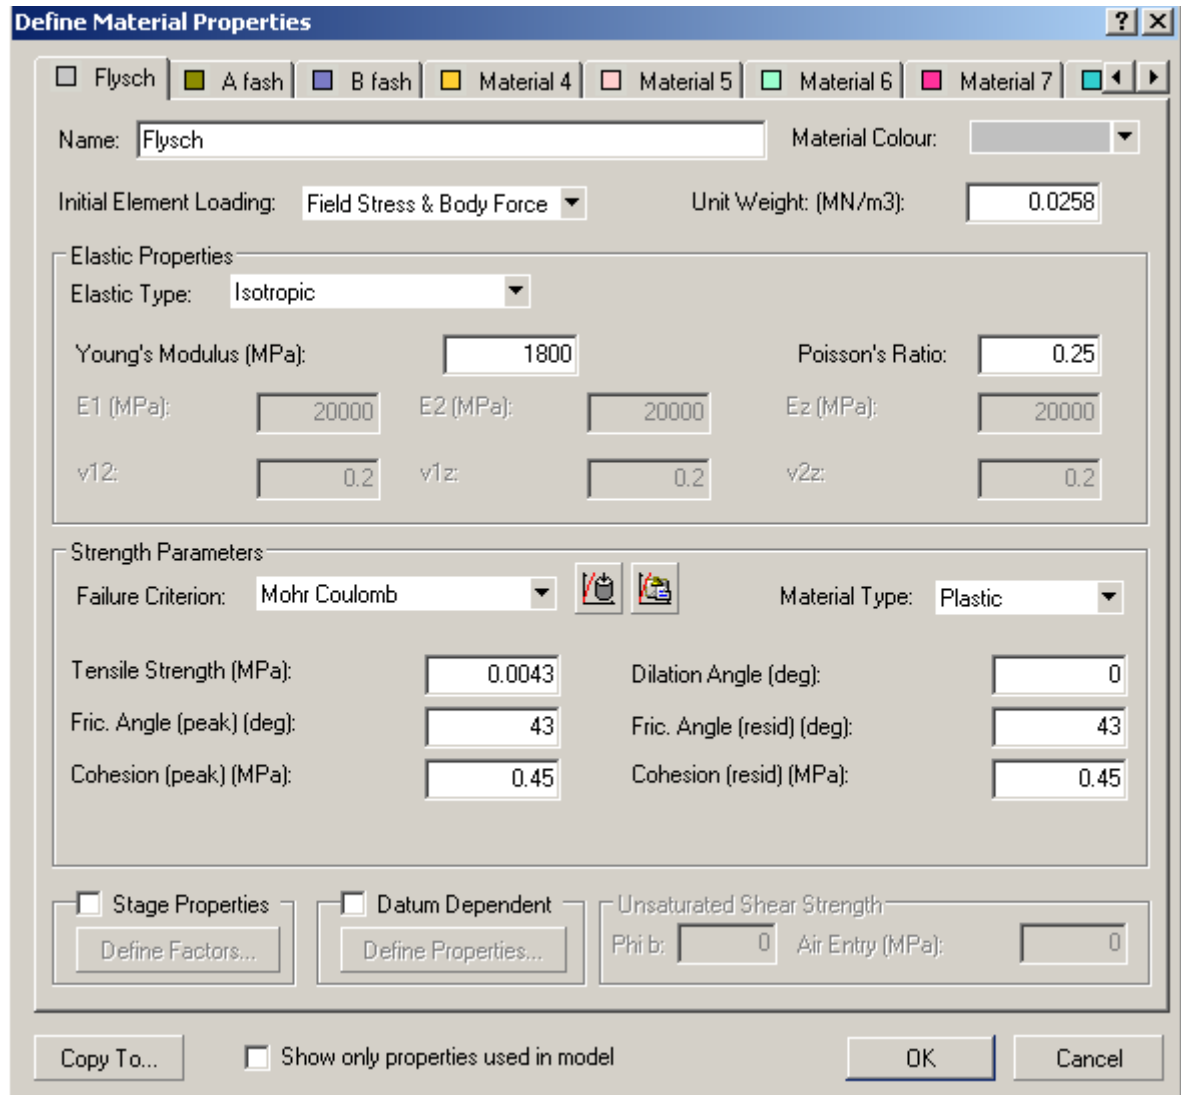 Define Material Properties
Flysch A fash B fash Material 4 Material 5 Material 6 Material 7
Name: Flysch Material Colour:
Initial Element Loading: Field Stress & Body Force Unit Weight: (MN/m3): 0.0258
Elastic Properties
Elastic Type: Isotropic
Young's Modulus (MPa): 1800 Poisson's Ratio: 0.25
E1 (MPa): 20000 E2 (MPa): 20000 Ez (MPa): 20000
v12: 0.2 v1z: 0.2 v2z: 0.2
Strength Parameters
Failure Criterion: Mohr Coulomb Material Type: Plastic
Tensile Strength (MPa): 0.0043 Dilation Angle (deg): 0
Fric. Angle (peak) (deg): 43 Fric. Angle (resid) (deg): 43
Cohesion (peak) (MPa): 0.45 Cohesion (resid) (MPa): 0.45
Stage Properties Datum Dependent Unsaturated Shear Strength
Define Factors... Define Properties... Phi b: 0 Air Entry (MPa): 0
Copy To... Show only properties used in model OK Cancel